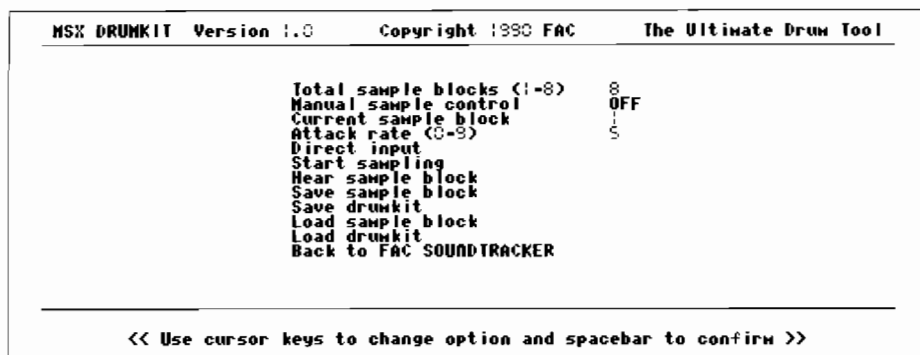 MSX DRUMKIT Version 1.0 Copyright 1990 FAC The Ultimate Drum Tool
Total sample blocks (1-8) 8
Manual sample control OFF
Current sample block 1
Attack rate (0-9) 5
Direct input
Start sampling
Hear sample block
Save sample block
Save drumkit
Load sample block
Load drumkit
Back to FAC SOUNDTRACKER
<< Use cursor keys to change option and spacebar to confirm >>